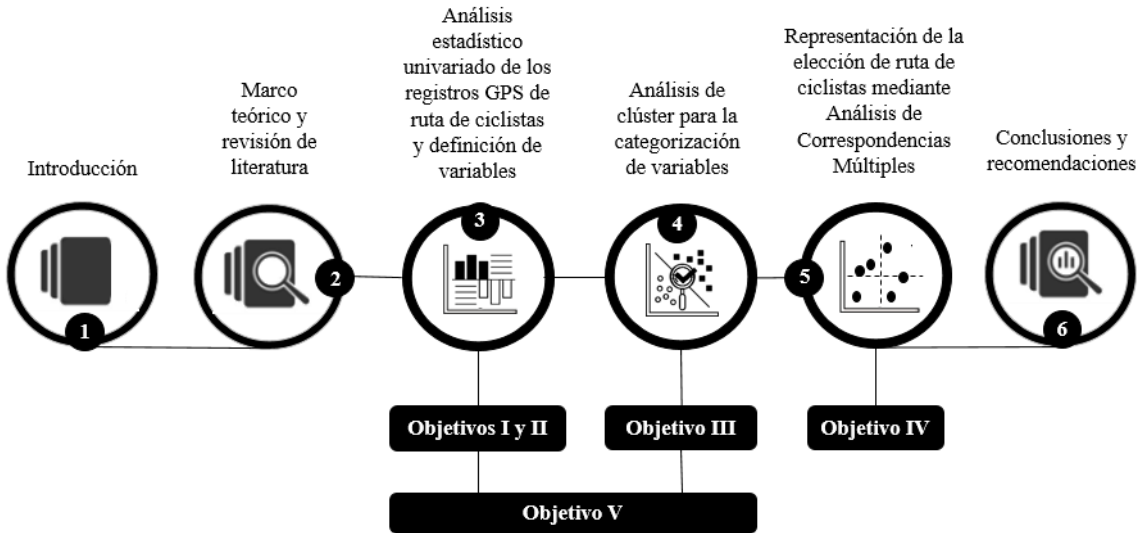 Introducción
1
Marco
teórico y
revisión de
literatura
2
Análisis
estadístico
univariado de los
registros GPS de
ruta de ciclistas
y definición de
variables
3
Análisis de
clúster para la
categorización
de variables
4
Representación de la
elección de ruta de
ciclistas mediante
Análisis de
Correspondencias
Múltiples
5
Conclusiones y
recomendaciones
6
Objetivos I y II
Objetivo III
Objetivo IV
Objetivo V